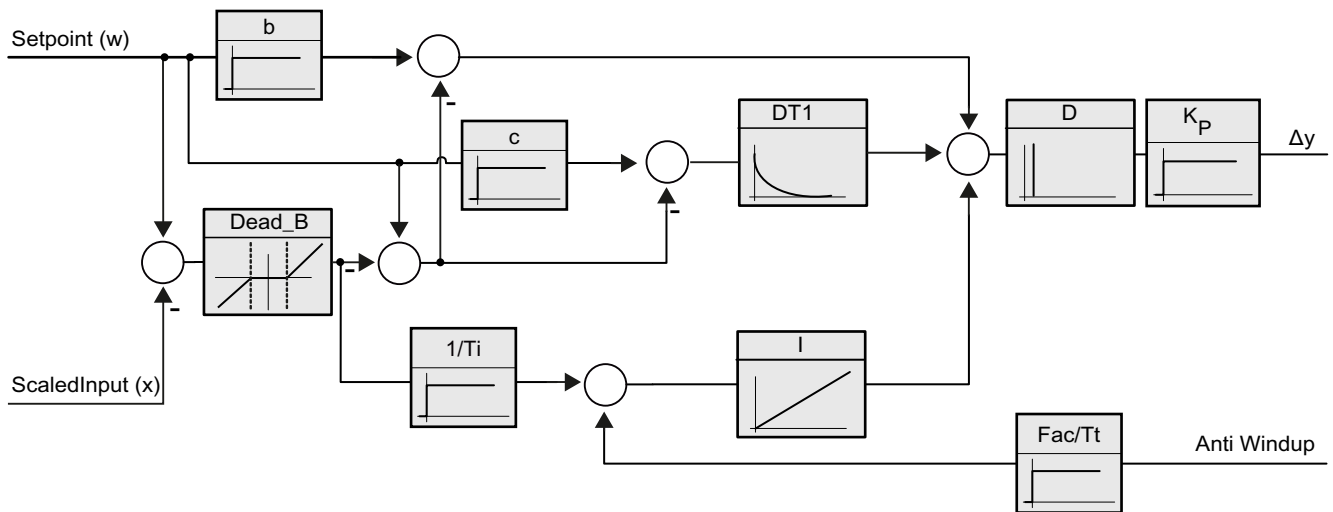 b
Setpoint (w)
-
DT1
D
K_P
Δy
c
-
Dead_B
-
-
1/Ti
I
ScaledInput (x)
Fac/Tt
Anti Windup